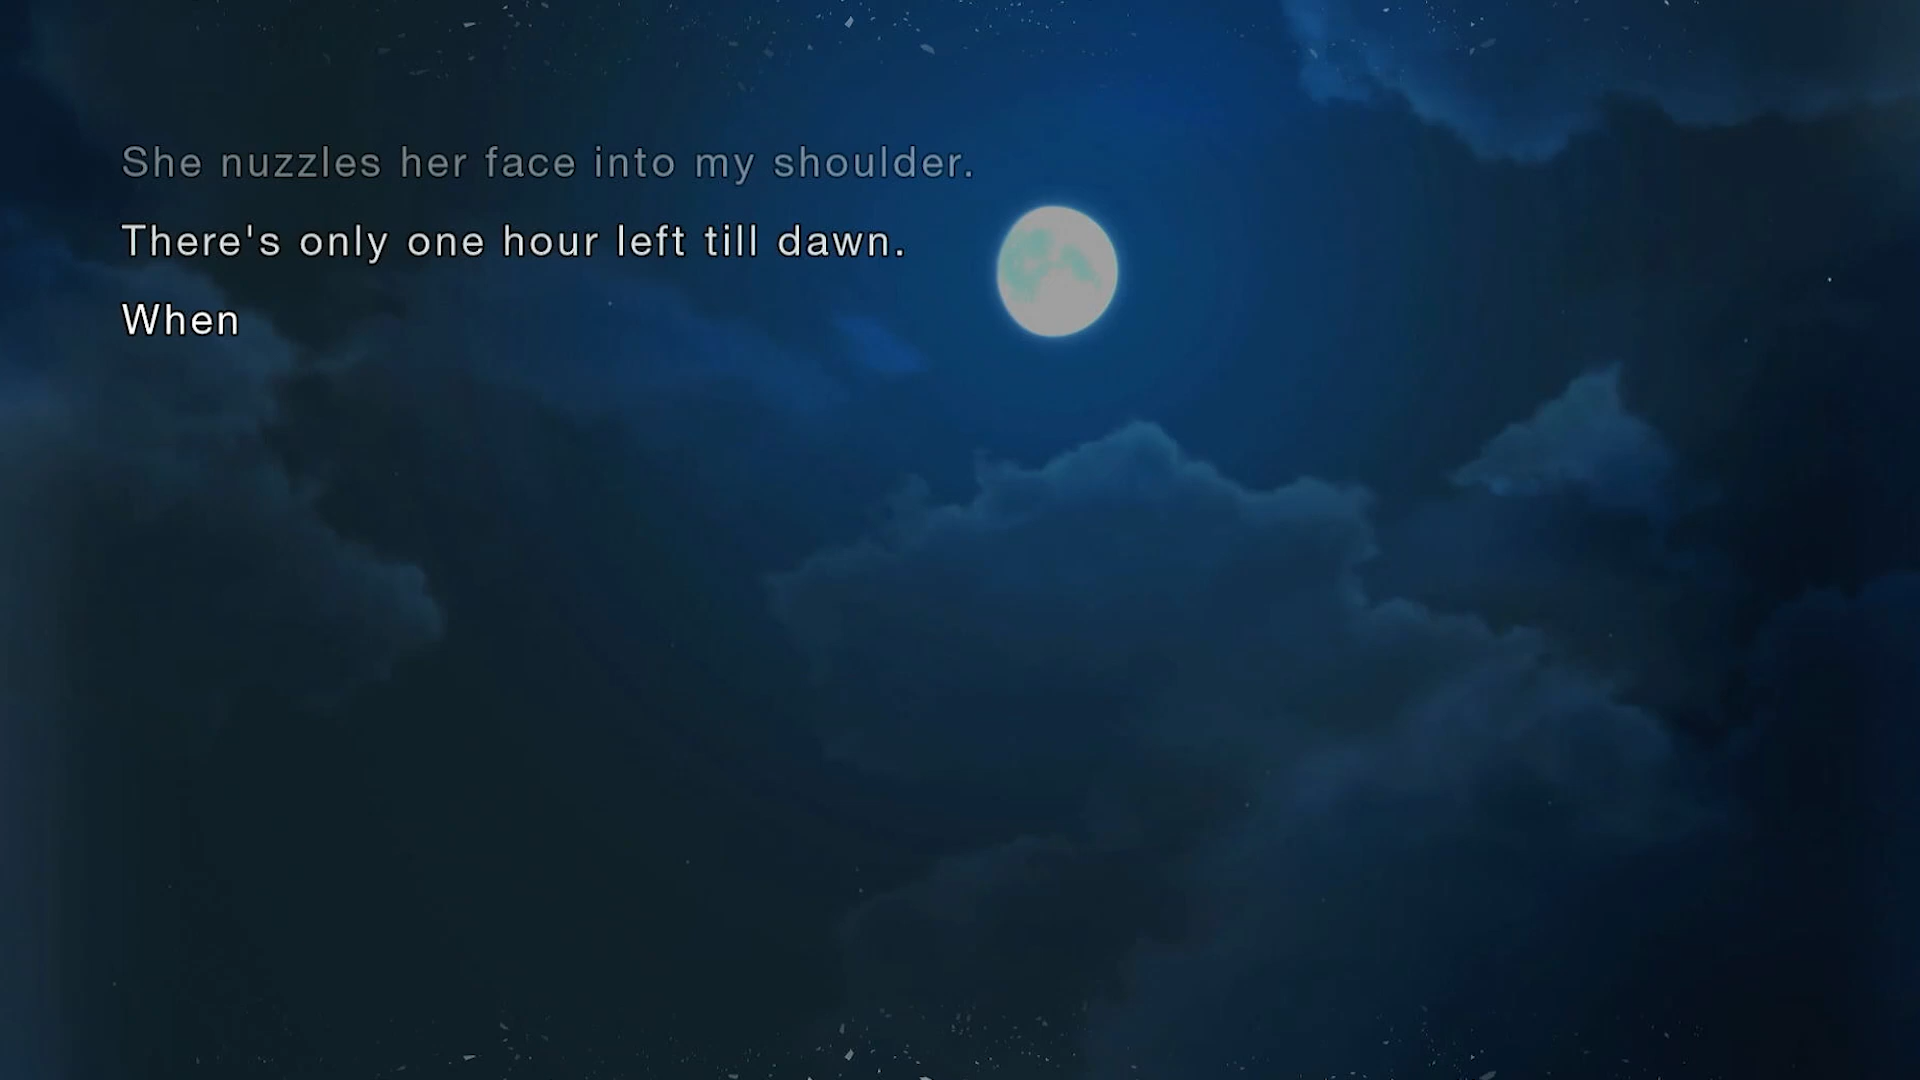 She nuzzles her face into my shoulder.
There's only one hour left till dawn.
When